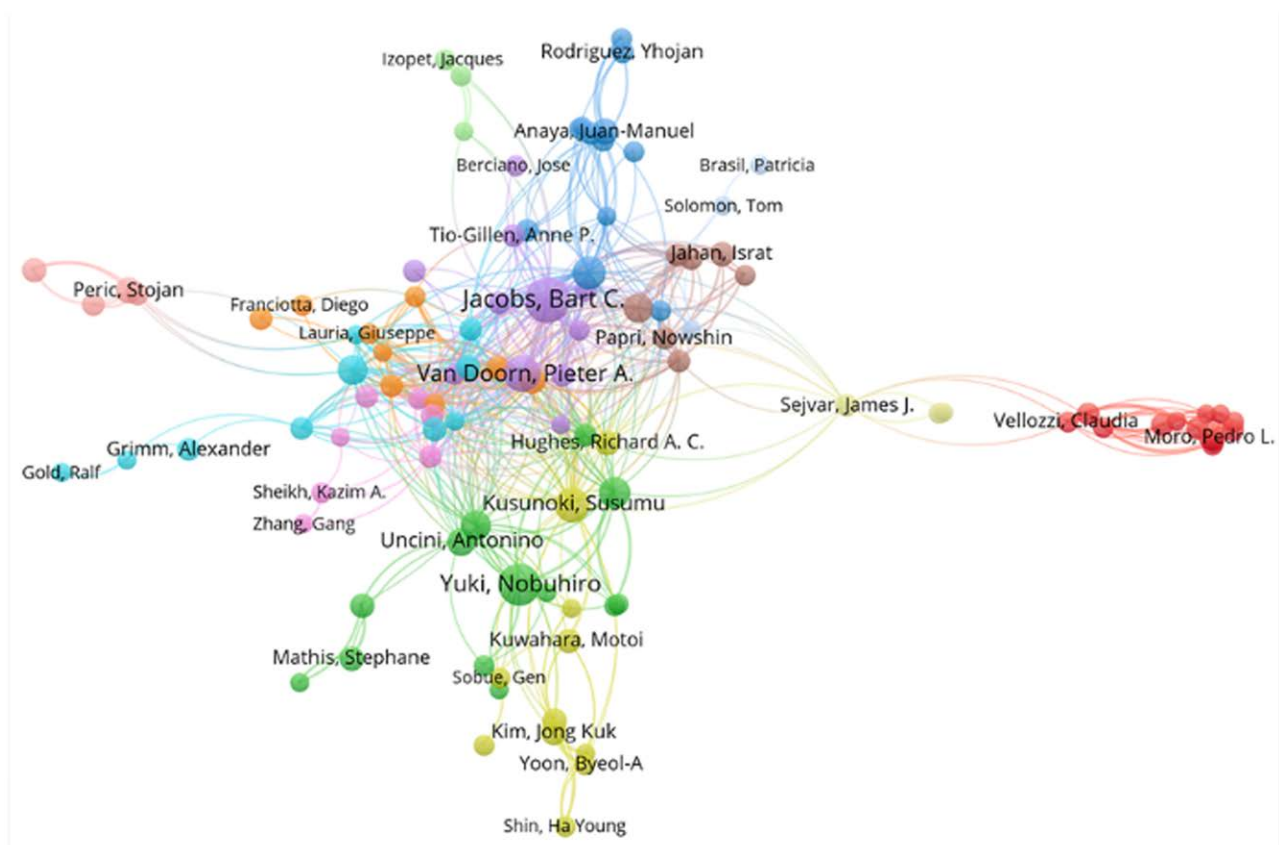 Rodriguez, Yhojan
Izopet, Jacques
Anaya, Juan-Manuel
Berciano, Jose
Brasil, Patricia
Solomon, Tom
Tio-Gillen, Anne P.
Jahan, Israt
Peric, Stojan
Jacobs, Bart C.
Franciotta, Diego
Lauria, Giuseppe
Papri, Nowshin
Van Doorn, Pieter A.
Sejvar, James J.
Vellozzi, Claudia
Moro, Pedro L.
Hughes, Richard A. C.
Grimm, Alexander
Gold, Ralf
Sheikh, Kazim A.
Kusunoki, Susumu
Zhang, Gang
Uncini, Antonino
Yuki, Nobuhiro
Kuwahara, Motoi
Mathis, Stephane
Sobue, Gen
Kim, Jong Kuk
Yoon, Byeol-A
Shin, Ha Young